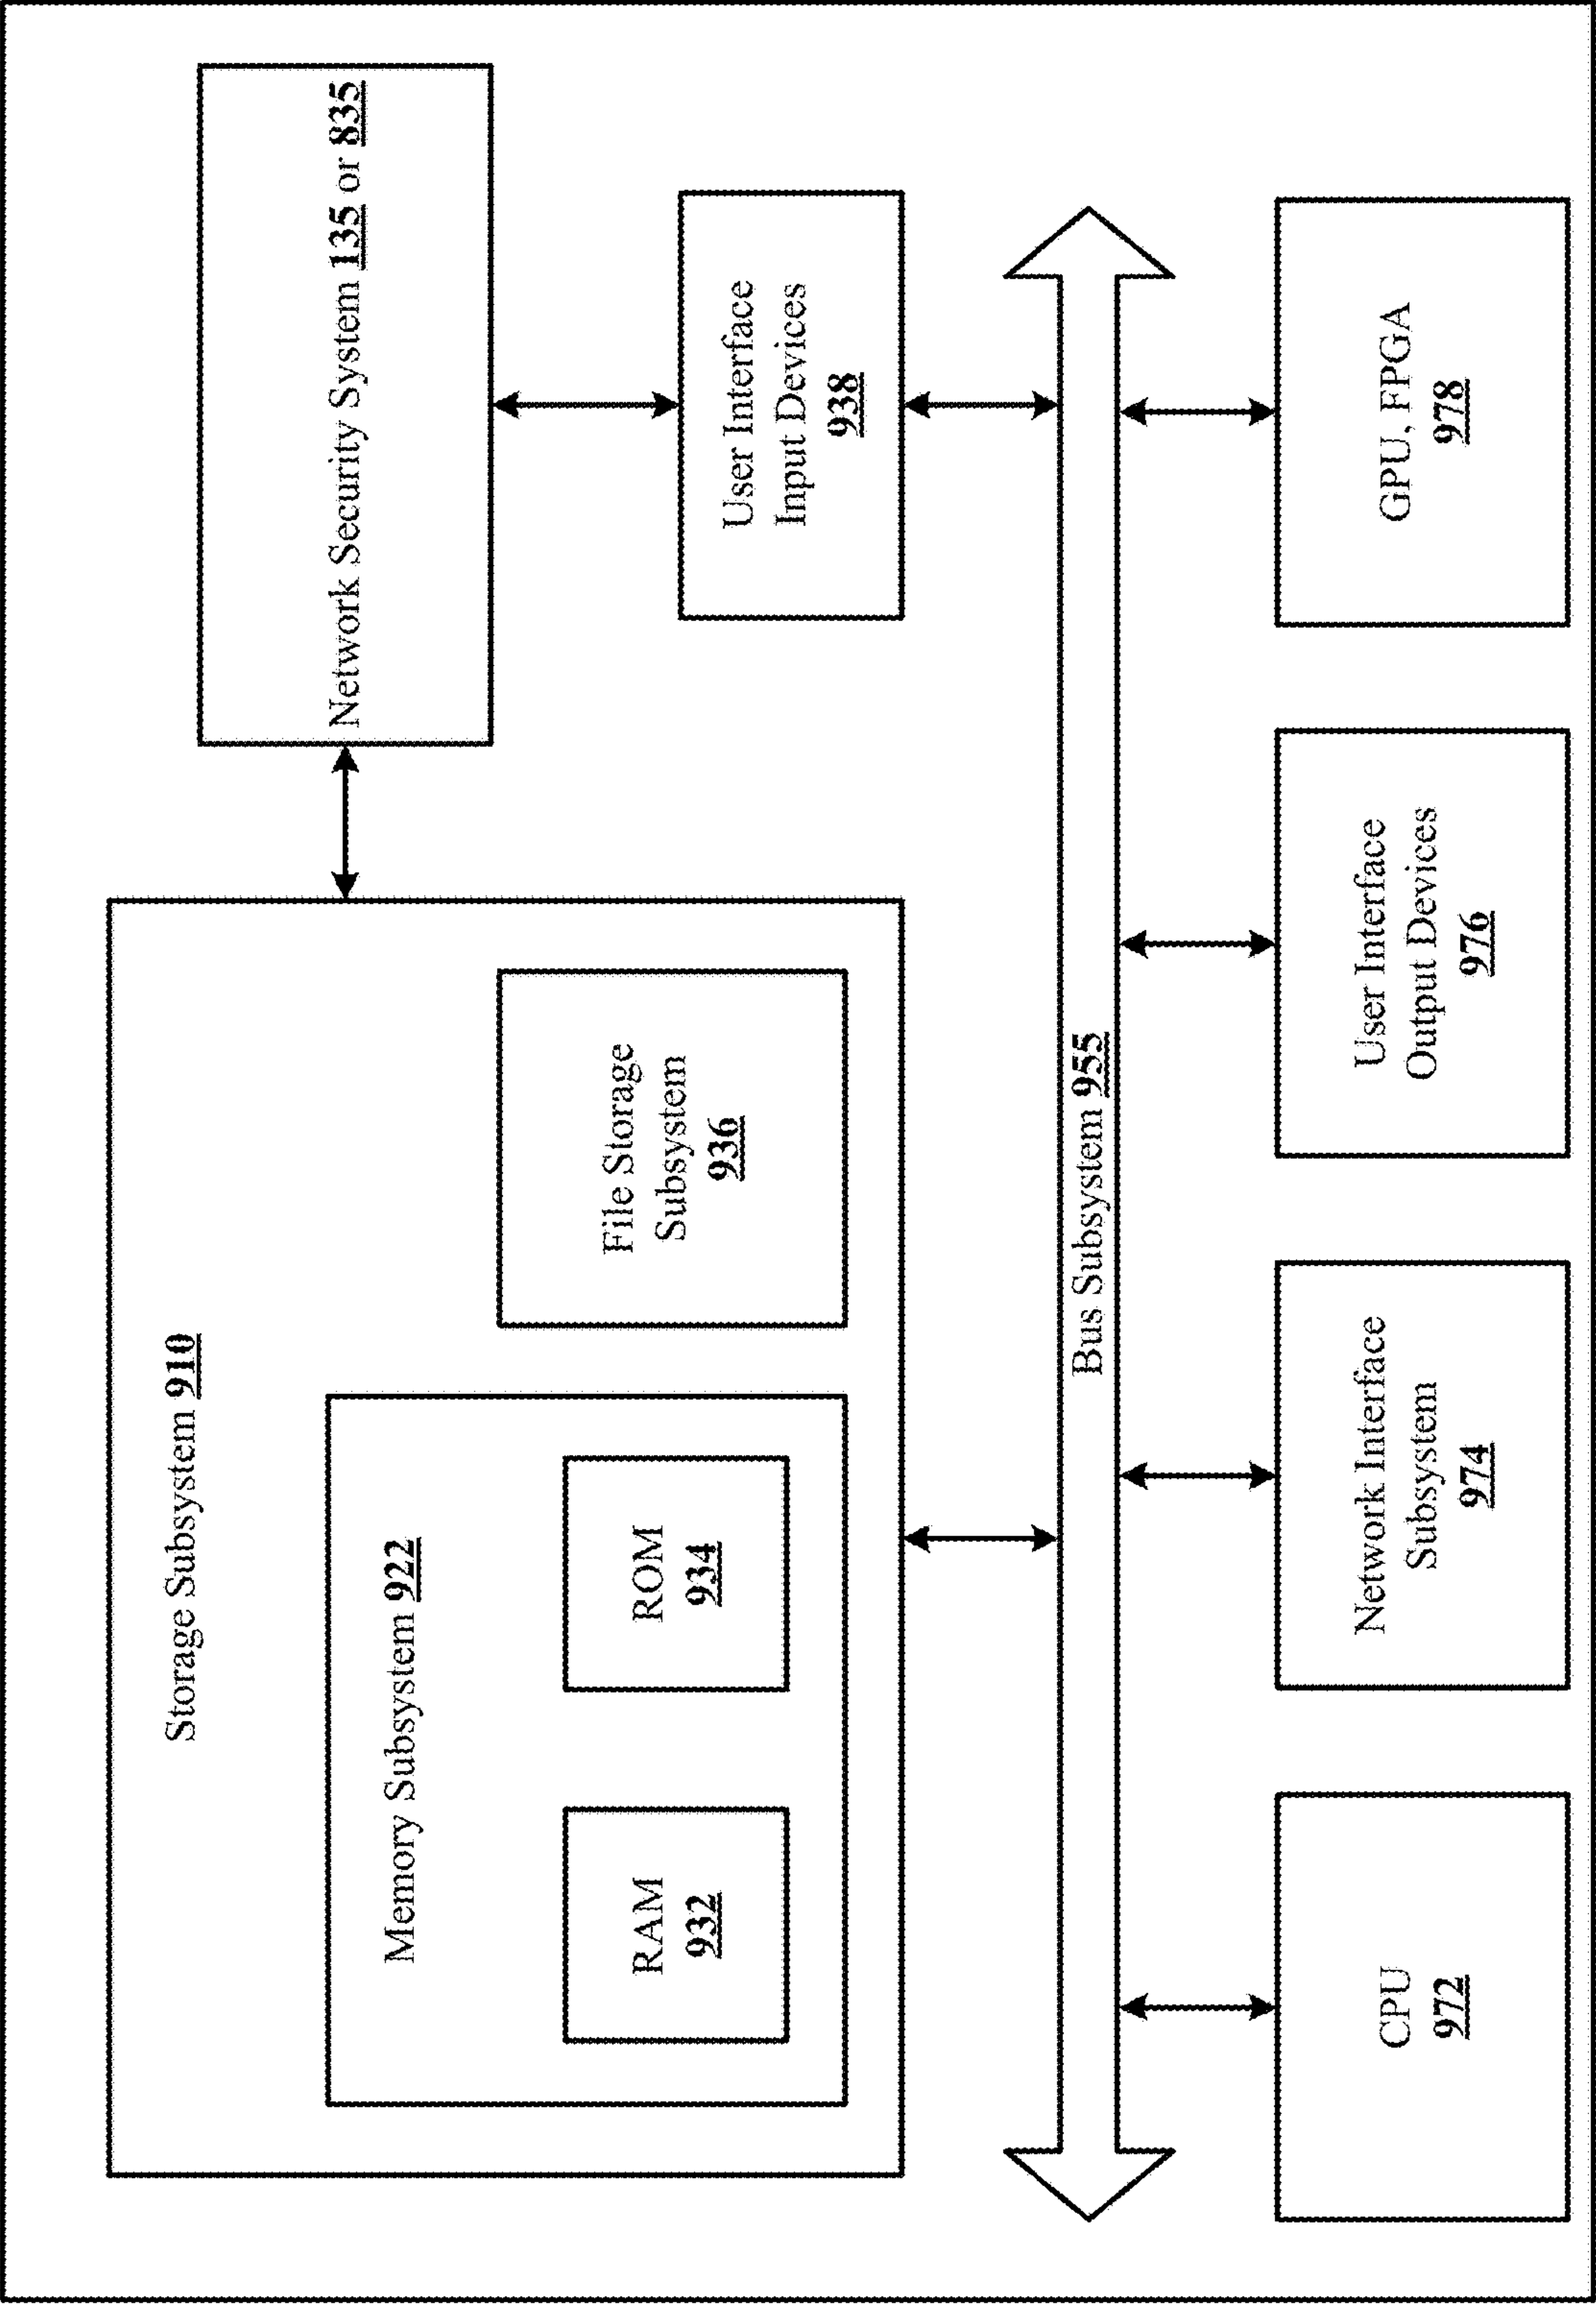 Storage Subsystem 910
Memory Subsystem 922
RAM
932
ROM
934
File Storage
Subsystem
936
Network Security System 135 or 835
User Interface
Input Devices
938
Bus Subsystem 955
CPU
972
Network Interface
Subsystem
974
User Interface
Output Devices
976
GPU, FPGA
978